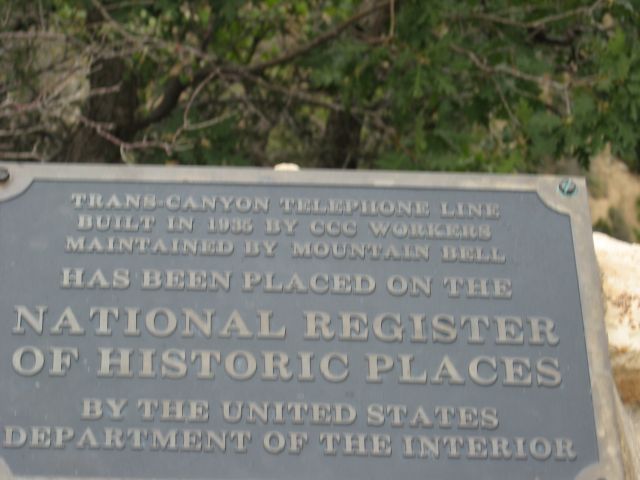 TRANS-CANYON TELEPHONE LINE
BUILT IN 1935 BY CCC WORKERS
MAINTAINED BY MOUNTAIN BELL
HAS BEEN PLACED ON THE
NATIONAL REGISTER
OF HISTORIC PLACES
BY THE UNITED STATES
DEPARTMENT OF THE INTERIOR